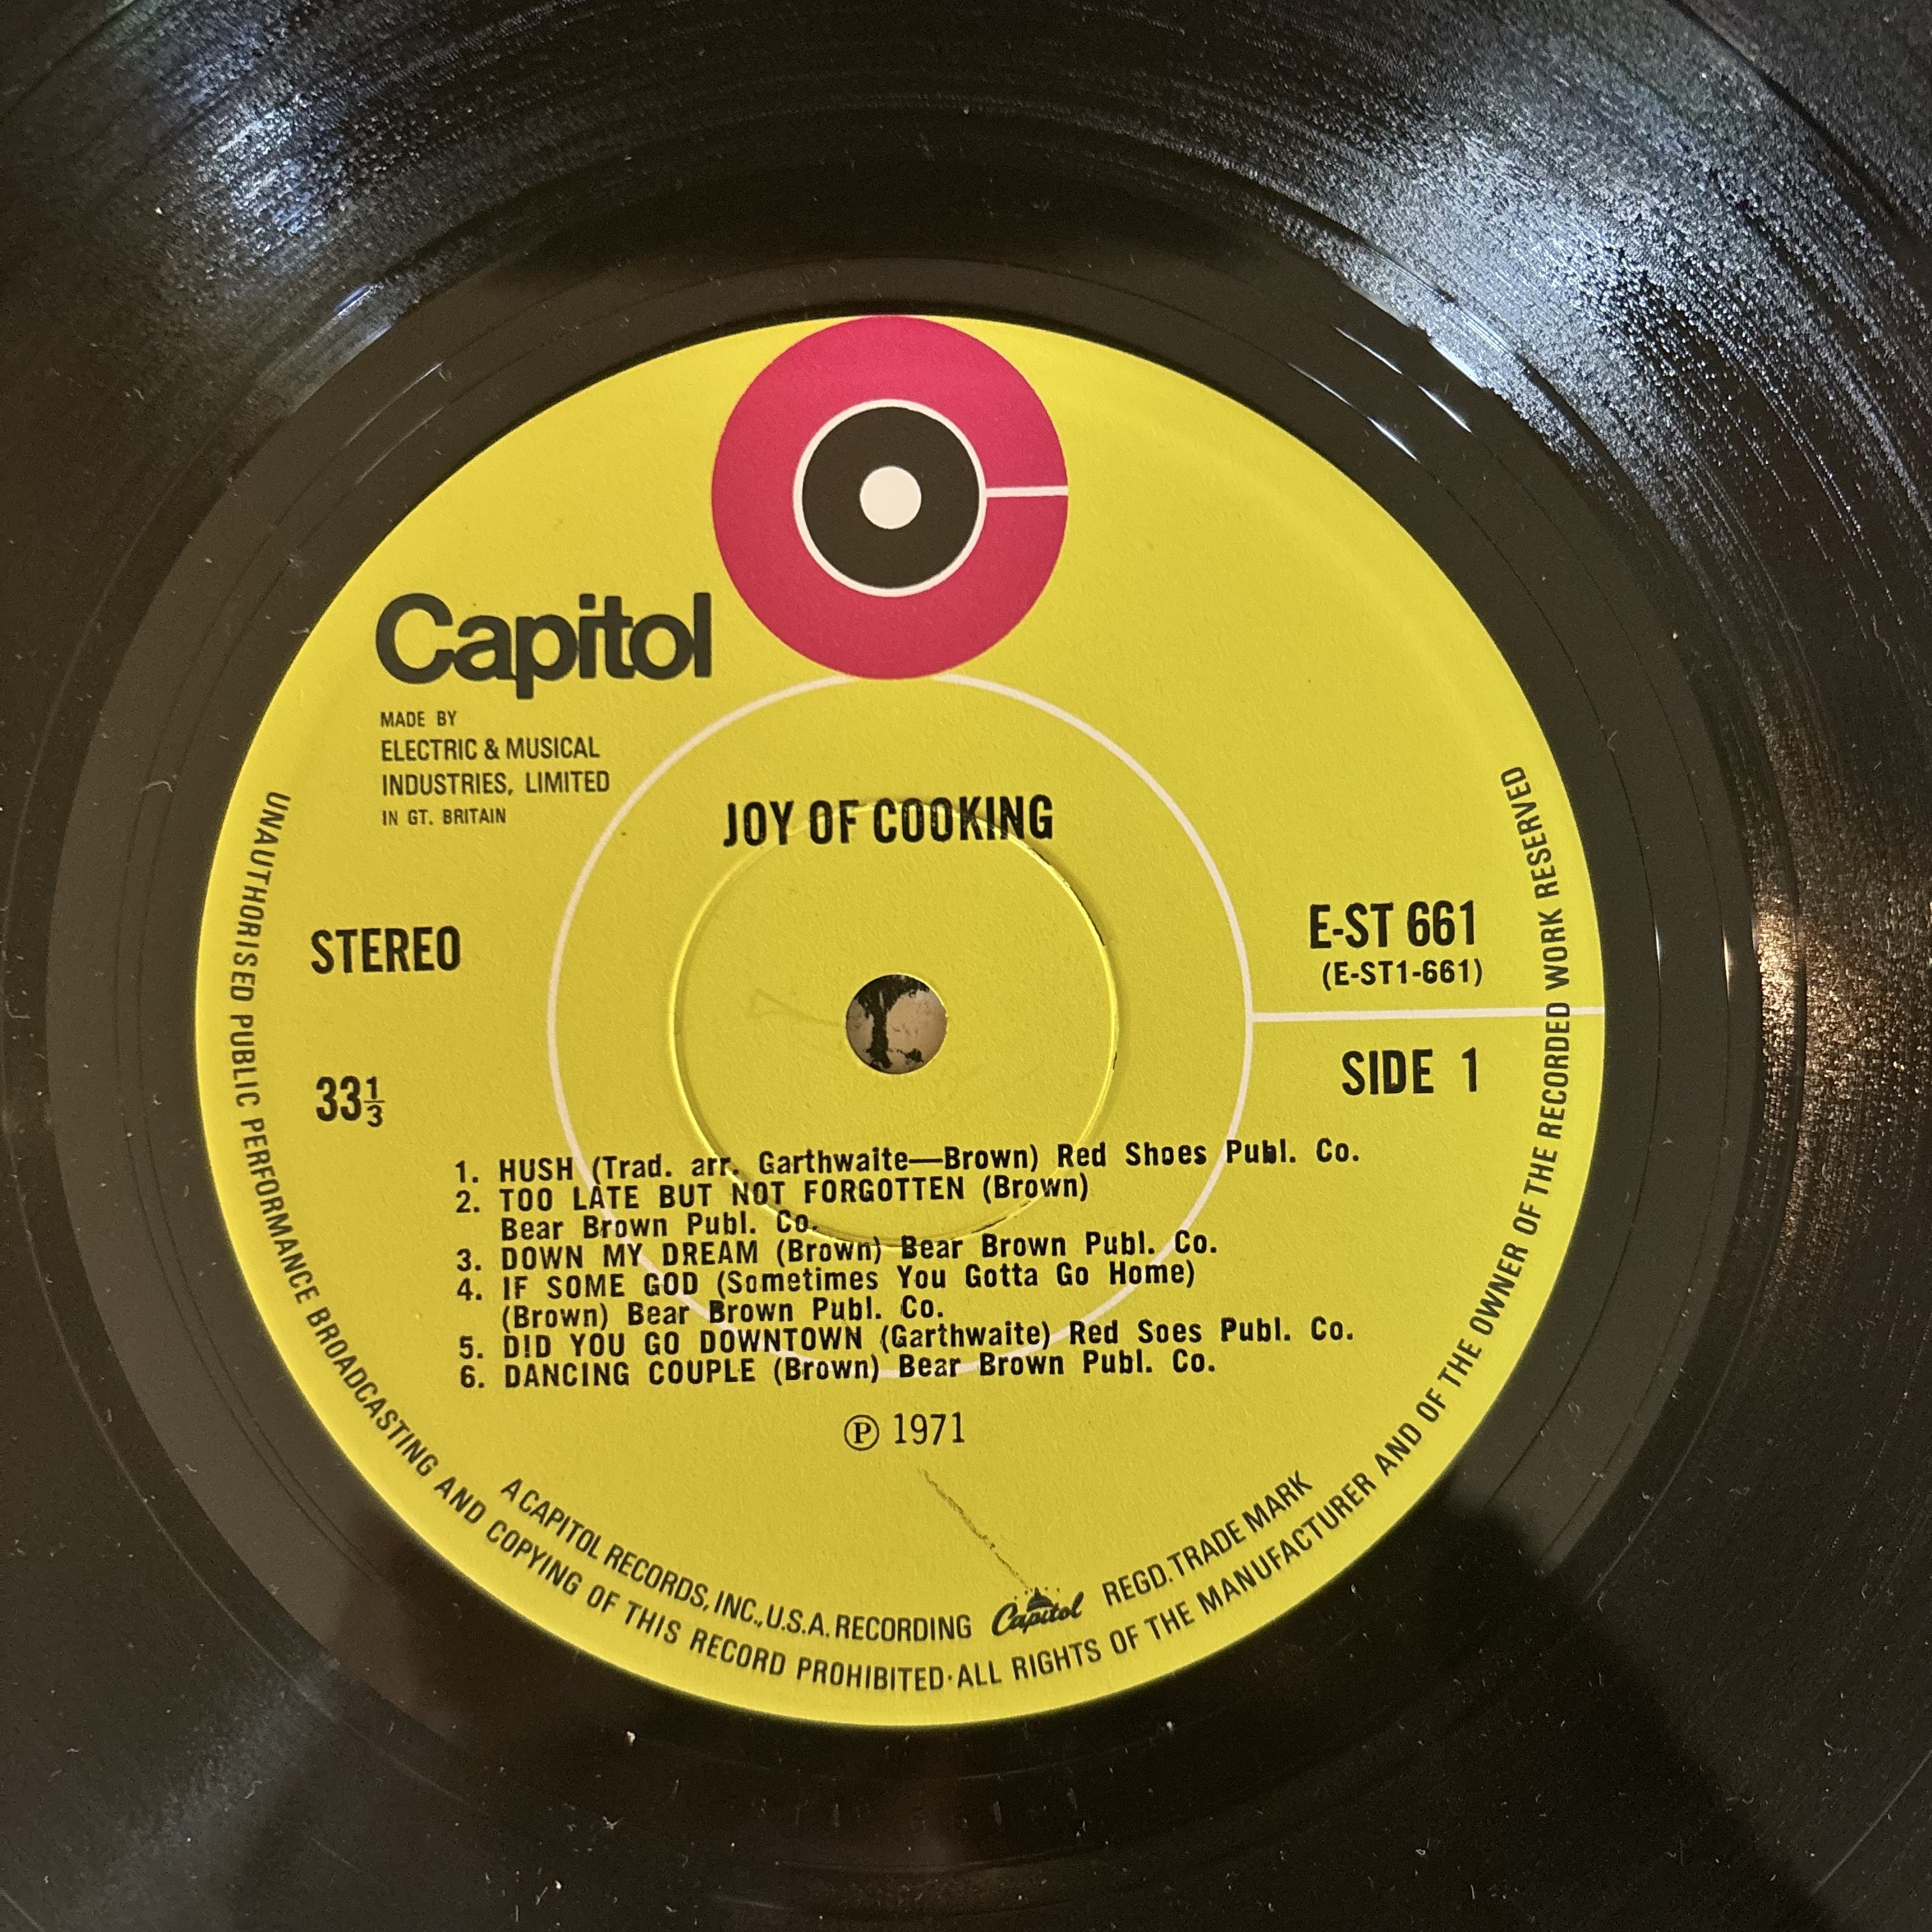 Capitol
MADE BY
ELECTRIC & MUSICAL
INDUSTRIES, LIMITED
IN GT. BRITAIN
JOY OF COOKING
STEREO
E-ST 661
(E-ST1-661)
33⅓
SIDE 1
1. HUSH (Trad. arr. Garthwaite—Brown) Red Shoes Publ. Co.
2. TOO LATE BUT NOT FORGOTTEN (Brown)
Bear Brown Publ. Co.
3. DOWN MY DREAM (Brown) Bear Brown Publ. Co.
4. IF SOME GOD (Sometimes You Gotta Go Home)
(Brown) Bear Brown Publ. Co.
5. DID YOU GO DOWNTOWN (Garthwaite) Red Soes Publ. Co.
6. DANCING COUPLE (Brown) Bear Brown Publ. Co.
Ⓟ 1971
A CAPITOL RECORDS, INC., U.S.A. RECORDING Capitol REGD. TRADE MARK
UNAUTHORISED PUBLIC PERFORMANCE BROADCASTING AND COPYING OF THIS RECORD PROHIBITED·ALL RIGHTS OF THE MANUFACTURER AND OF THE OWNER OF THE RECORDED WORK RESERVED